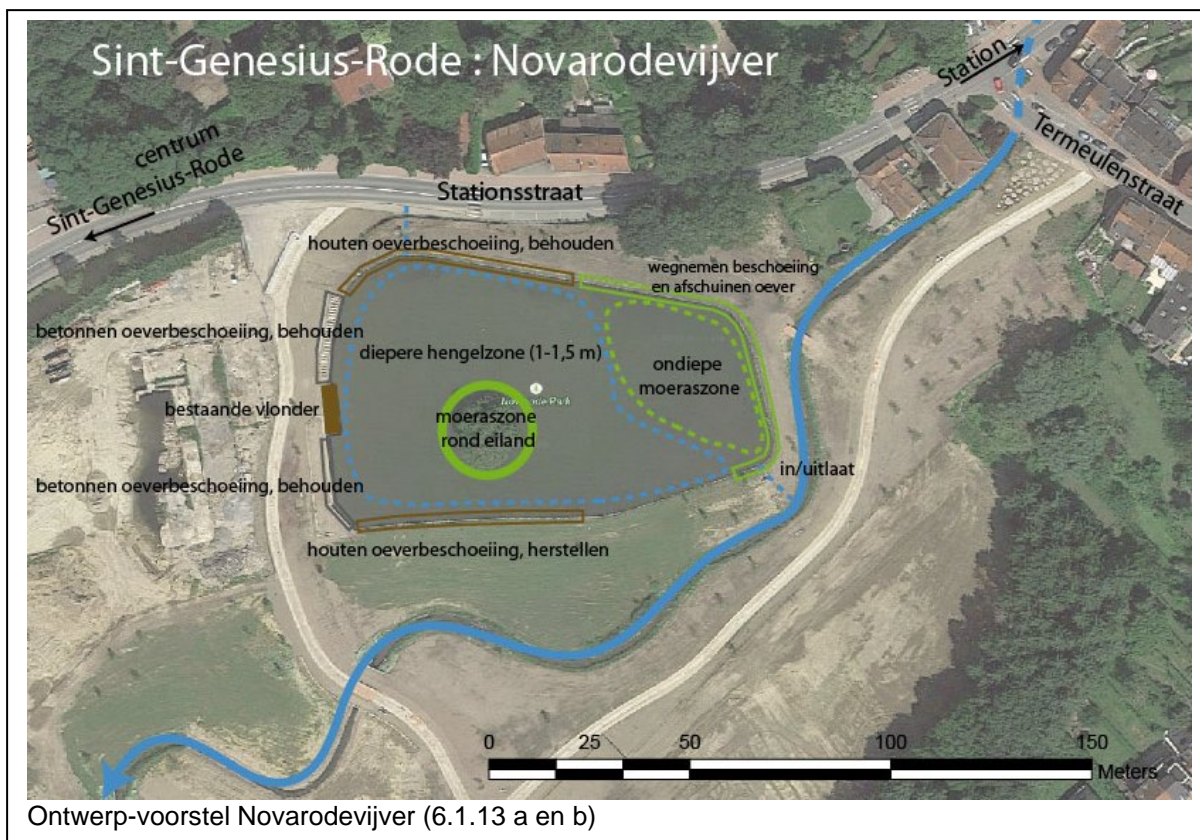 Sint-Genesius-Rode : Novarodevijver
Station
Termeulenstraat
centrum
Sint-Genesius-Rode
Stationsstraat
houten oeverbeschoeiing, behouden
wegnemen beschoeiing
en afschuinen oever
betonnen oeverbeschoeiing, behouden
diepere hengelzone (1-1,5 m)
ondiepe
moeraszone
bestaande vlonder
moeraszone
rond eiland
in/uitlaat
betonnen oeverbeschoeiing, behouden
houten oeverbeschoeiing, herstellen
0 25 50 100 150
Meters
Ontwerp-voorstel Novarodevijver (6.1.13 a en b)